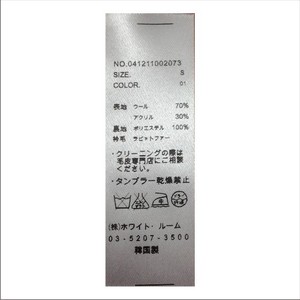 NO.041211002073
SIZE. S
COLOR. 01
表地 ウール 70%
アクリル 30%
裏地 ポリエステル 100%
衿毛 ラビットファー
・クリーニングの際は
毛皮専門店にご相談
ください。
・タンブラー乾燥禁止
(株)ホワイト・ルーム
03-5207-3500
韓国製